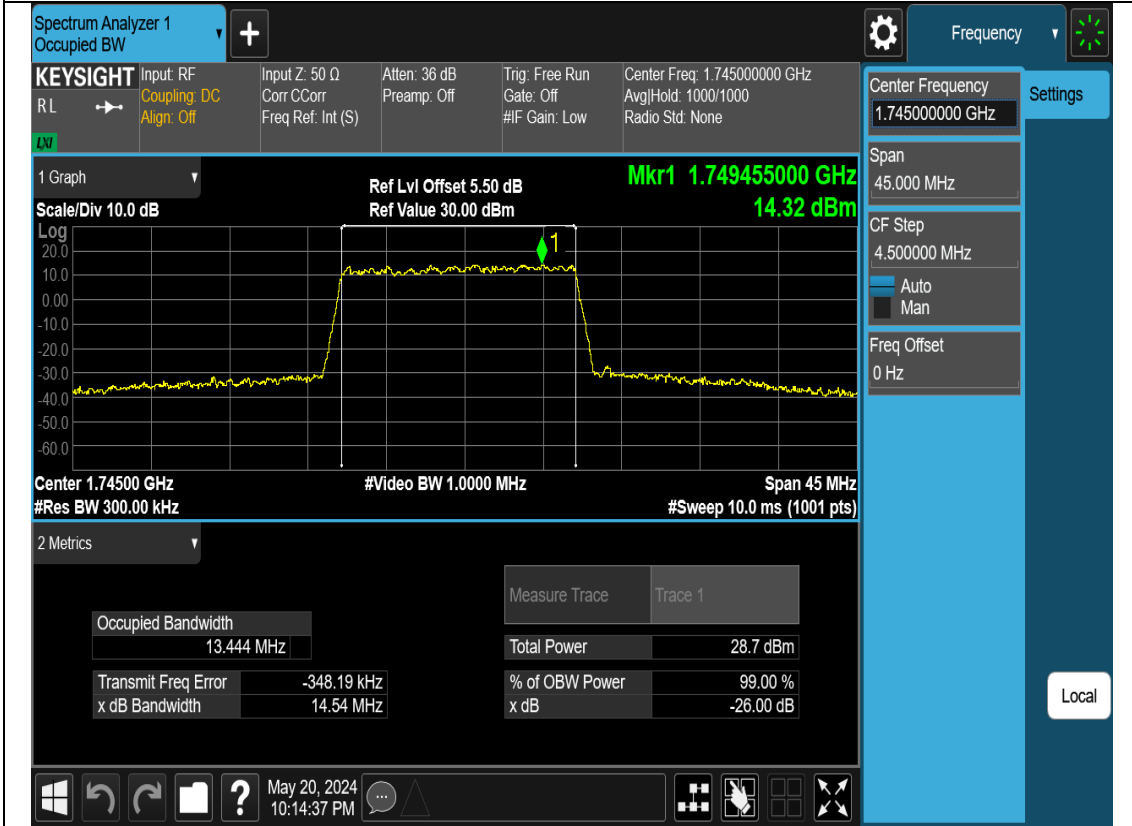 Spectrum Analyzer 1
Occupied BW
+
Frequency
KEYSIGHT
R L
LXI
Input: RF
Coupling: DC
Align: Off
Input Z: 50 Ω
Corr CCorr
Freq Ref: Int (S)
Atten: 36 dB
Preamp: Off
Trig: Free Run
Gate: Off
#IF Gain: Low
Center Freq: 1.745000000 GHz
Avg|Hold: 1000/1000
Radio Std: None
Center Frequency
1.745000000 GHz
Settings
Span
45.000 MHz
CF Step
4.500000 MHz
Auto
Man
Freq Offset
0 Hz
Local
1 Graph
Scale/Div 10.0 dB
Ref Lvl Offset 5.50 dB
Ref Value 30.00 dBm
Mkr1 1.749455000 GHz
14.32 dBm
Log
20.0
10.0
0.00
-10.0
-20.0
-30.0
-40.0
-50.0
-60.0
1
Center 1.74500 GHz
#Res BW 300.00 kHz
#Video BW 1.0000 MHz
Span 45 MHz
#Sweep 10.0 ms (1001 pts)
2 Metrics
Measure Trace Trace 1
Occupied Bandwidth
13.444 MHz
Total Power 28.7 dBm
Transmit Freq Error -348.19 kHz
% of OBW Power 99.00 %
x dB Bandwidth 14.54 MHz
x dB -26.00 dB
?
May 20, 2024
10:14:37 PM